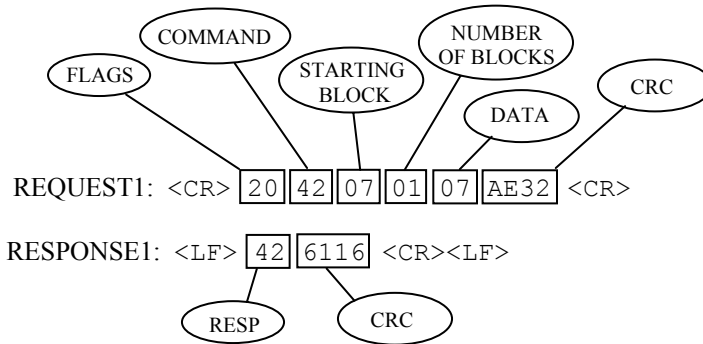 COMMAND
NUMBER
OF BLOCKS
FLAGS
STARTING
BLOCK
CRC
DATA
REQUEST1: <CR> 20 42 07 01 07 AE32 <CR>
RESPONSE1: <LF> 42 6116 <CR><LF>
RESP
CRC